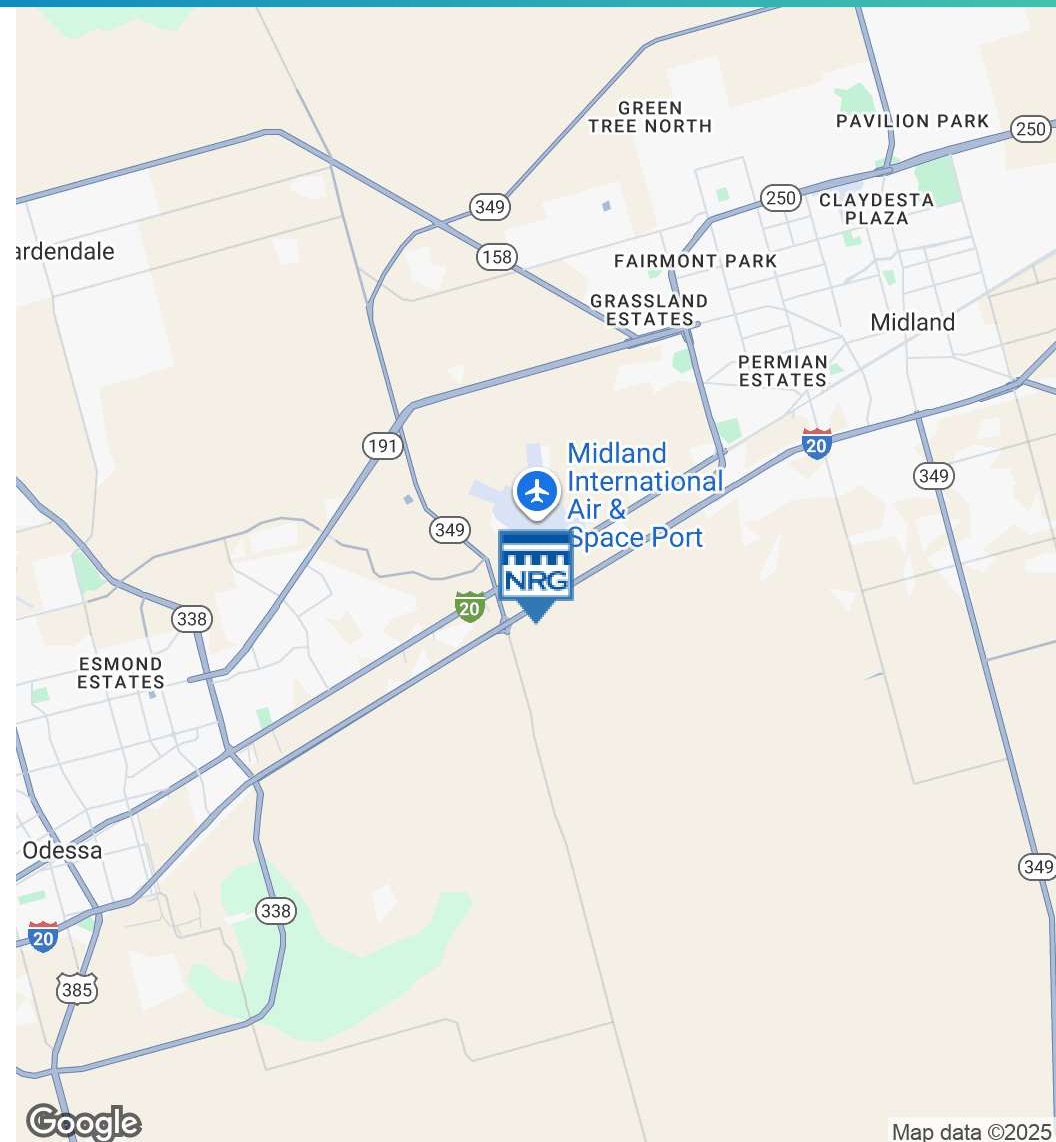 GREEN
TREE NORTH
PAVILION PARK
250
250
CLAYDESTA
PLAZA
349
ardendale
158
FAIRMONT PARK
GRASSLAND
ESTATES
Midland
PERMIAN
ESTATES
191
20
Midland
International
Air &
Space Port
349
349
NRG
20
338
ESMOND
ESTATES
Odessa
349
338
20
385
Google
Map data ©2025